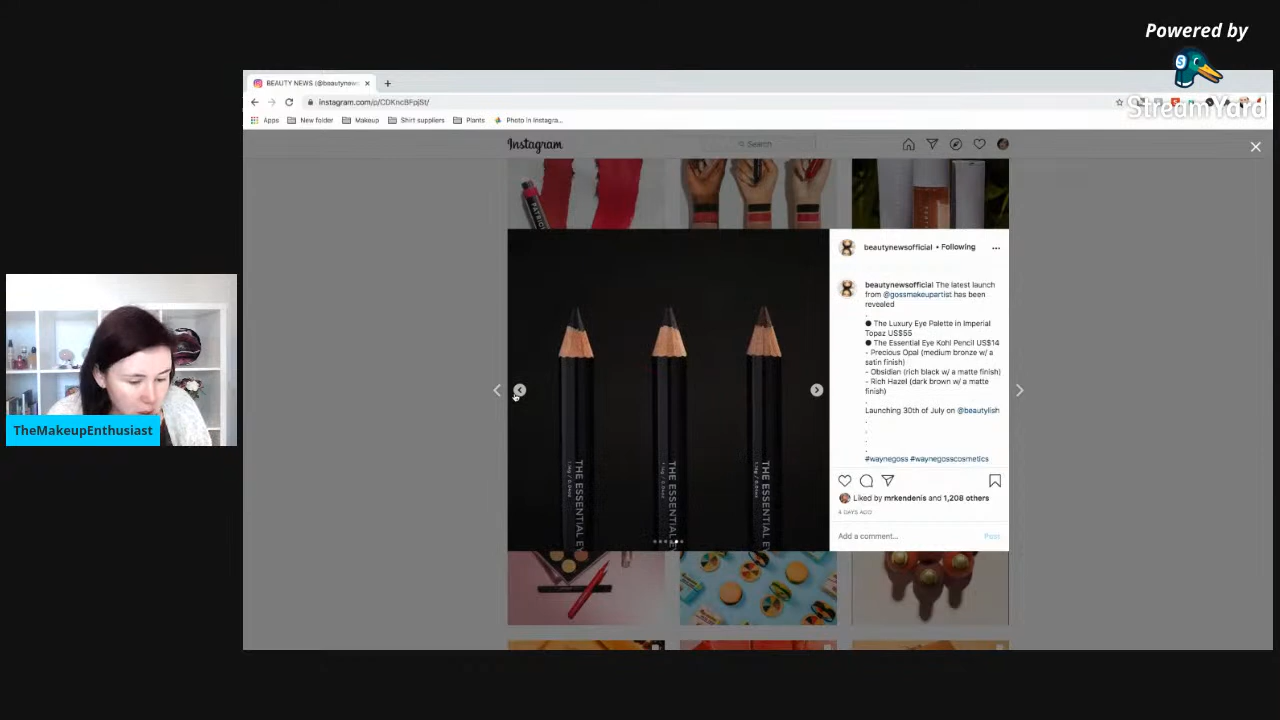 Powered by
StreamYard
BEAUTY NEWS (@beautynews
instagram.com/p/CDKncBFpjSt/
Apps
New folder
Makeup
Shirt suppliers
Plants
Photo in Instagra...
Instagram
Search
beautynewsofficial • Following
beautynewsofficial The latest launch
from @gossmakeupartist has been
revealed
.
● The Luxury Eye Palette in Imperial
Topaz US$55
● The Essential Eye Kohl Pencil US$14
- Precious Opal (medium bronze w/ a
satin finish)
- Obsidian (rich black w/ a matte finish)
- Rich Hazel (dark brown w/ a matte
finish)
.
Launching 30th of July on @beautylish
.
.
.
.
#waynegoss #waynegosscosmetics
Liked by mrkendenis and 1,208 others
4 DAYS AGO
Add a comment...
Post
THE ESSENTIAL EY
THE ESSENTIAL E
THE ESSENTIAL EY
TheMakeupEnthusiast